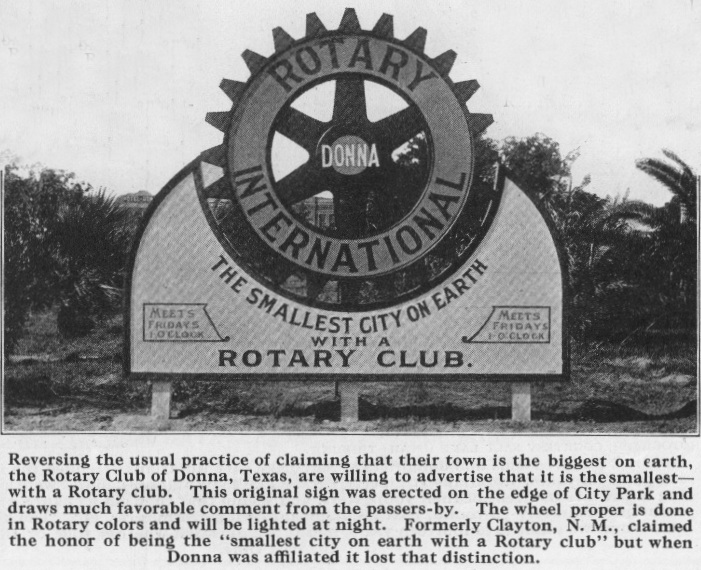 ROTARY
DONNA
INTERNATIONAL
THE SMALLEST CITY ON EARTH
WITH A
ROTARY CLUB.
MEETS
FRIDAYS
1-O'CLOCK
MEETS
FRIDAYS
1-O'CLOCK
Reversing the usual practice of claiming that their town is the biggest on earth,
the Rotary Club of Donna, Texas, are willing to advertise that it is the smallest—
with a Rotary club. This original sign was erected on the edge of City Park and
draws much favorable comment from the passers-by. The wheel proper is done
in Rotary colors and will be lighted at night. Formerly Clayton, N. M., claimed
the honor of being the “smallest city on earth with a Rotary club” but when
Donna was affiliated it lost that distinction.